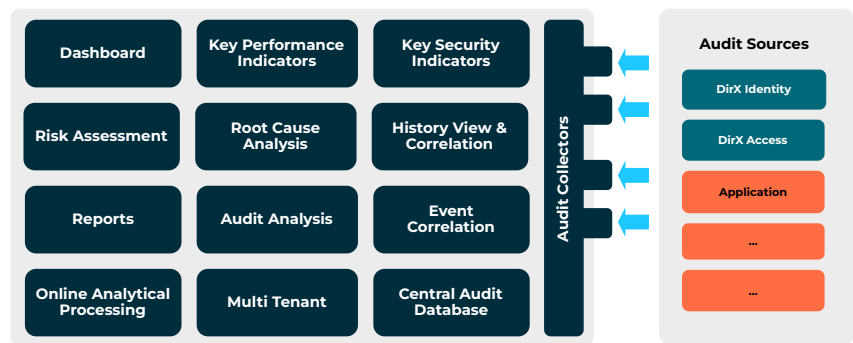 Dashboard
Key Performance
Indicators
Key Security
Indicators
Risk Assessment
Root Cause
Analysis
History View &
Correlation
Reports
Audit Analysis
Event
Correlation
Online Analytical
Processing
Multi Tenant
Central Audit
Database
Audit Collectors
Audit Sources
DirX Identity
DirX Access
Application
...
...